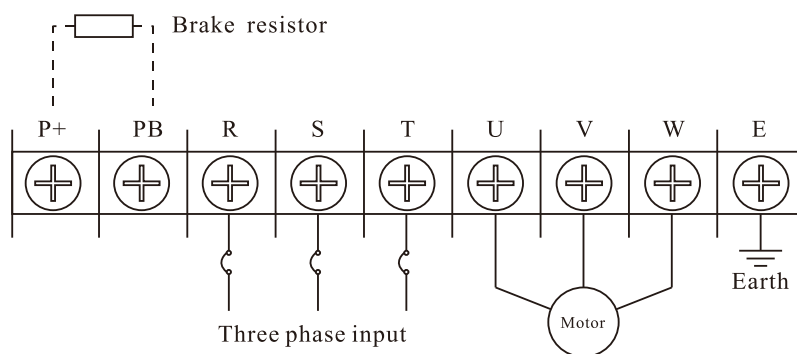 Brake resistor
P+ PB R S T U V W E
Earth
Three phase input
Motor